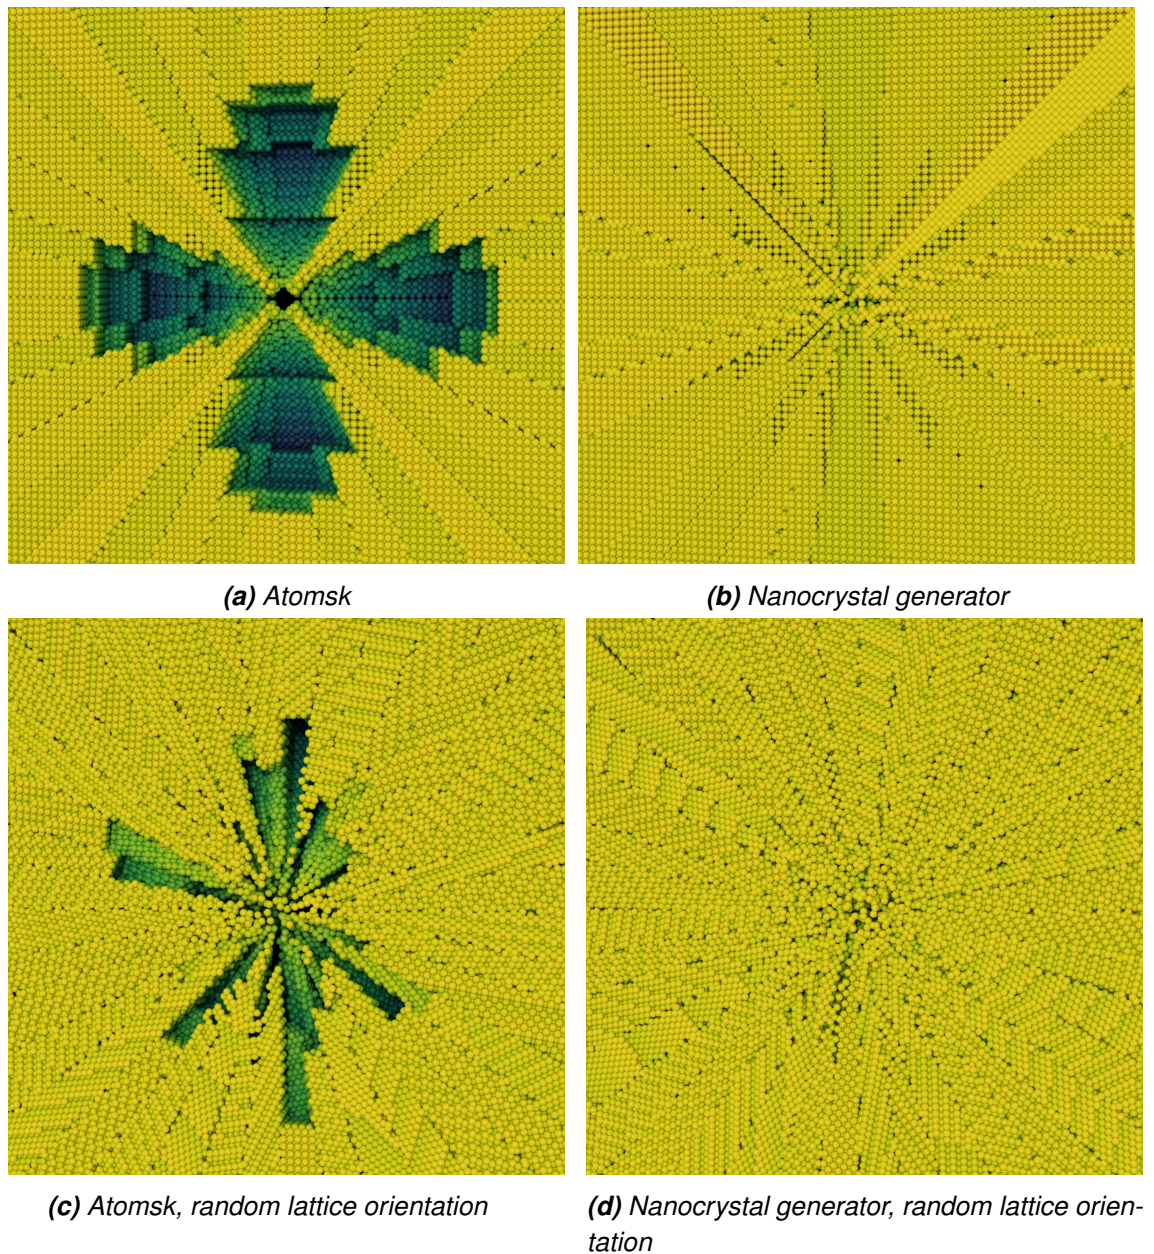 (a) Atomsk
(b) Nanocrystal generator
(c) Atomsk, random lattice orientation
(d) Nanocrystal generator, random lattice orien-
tation